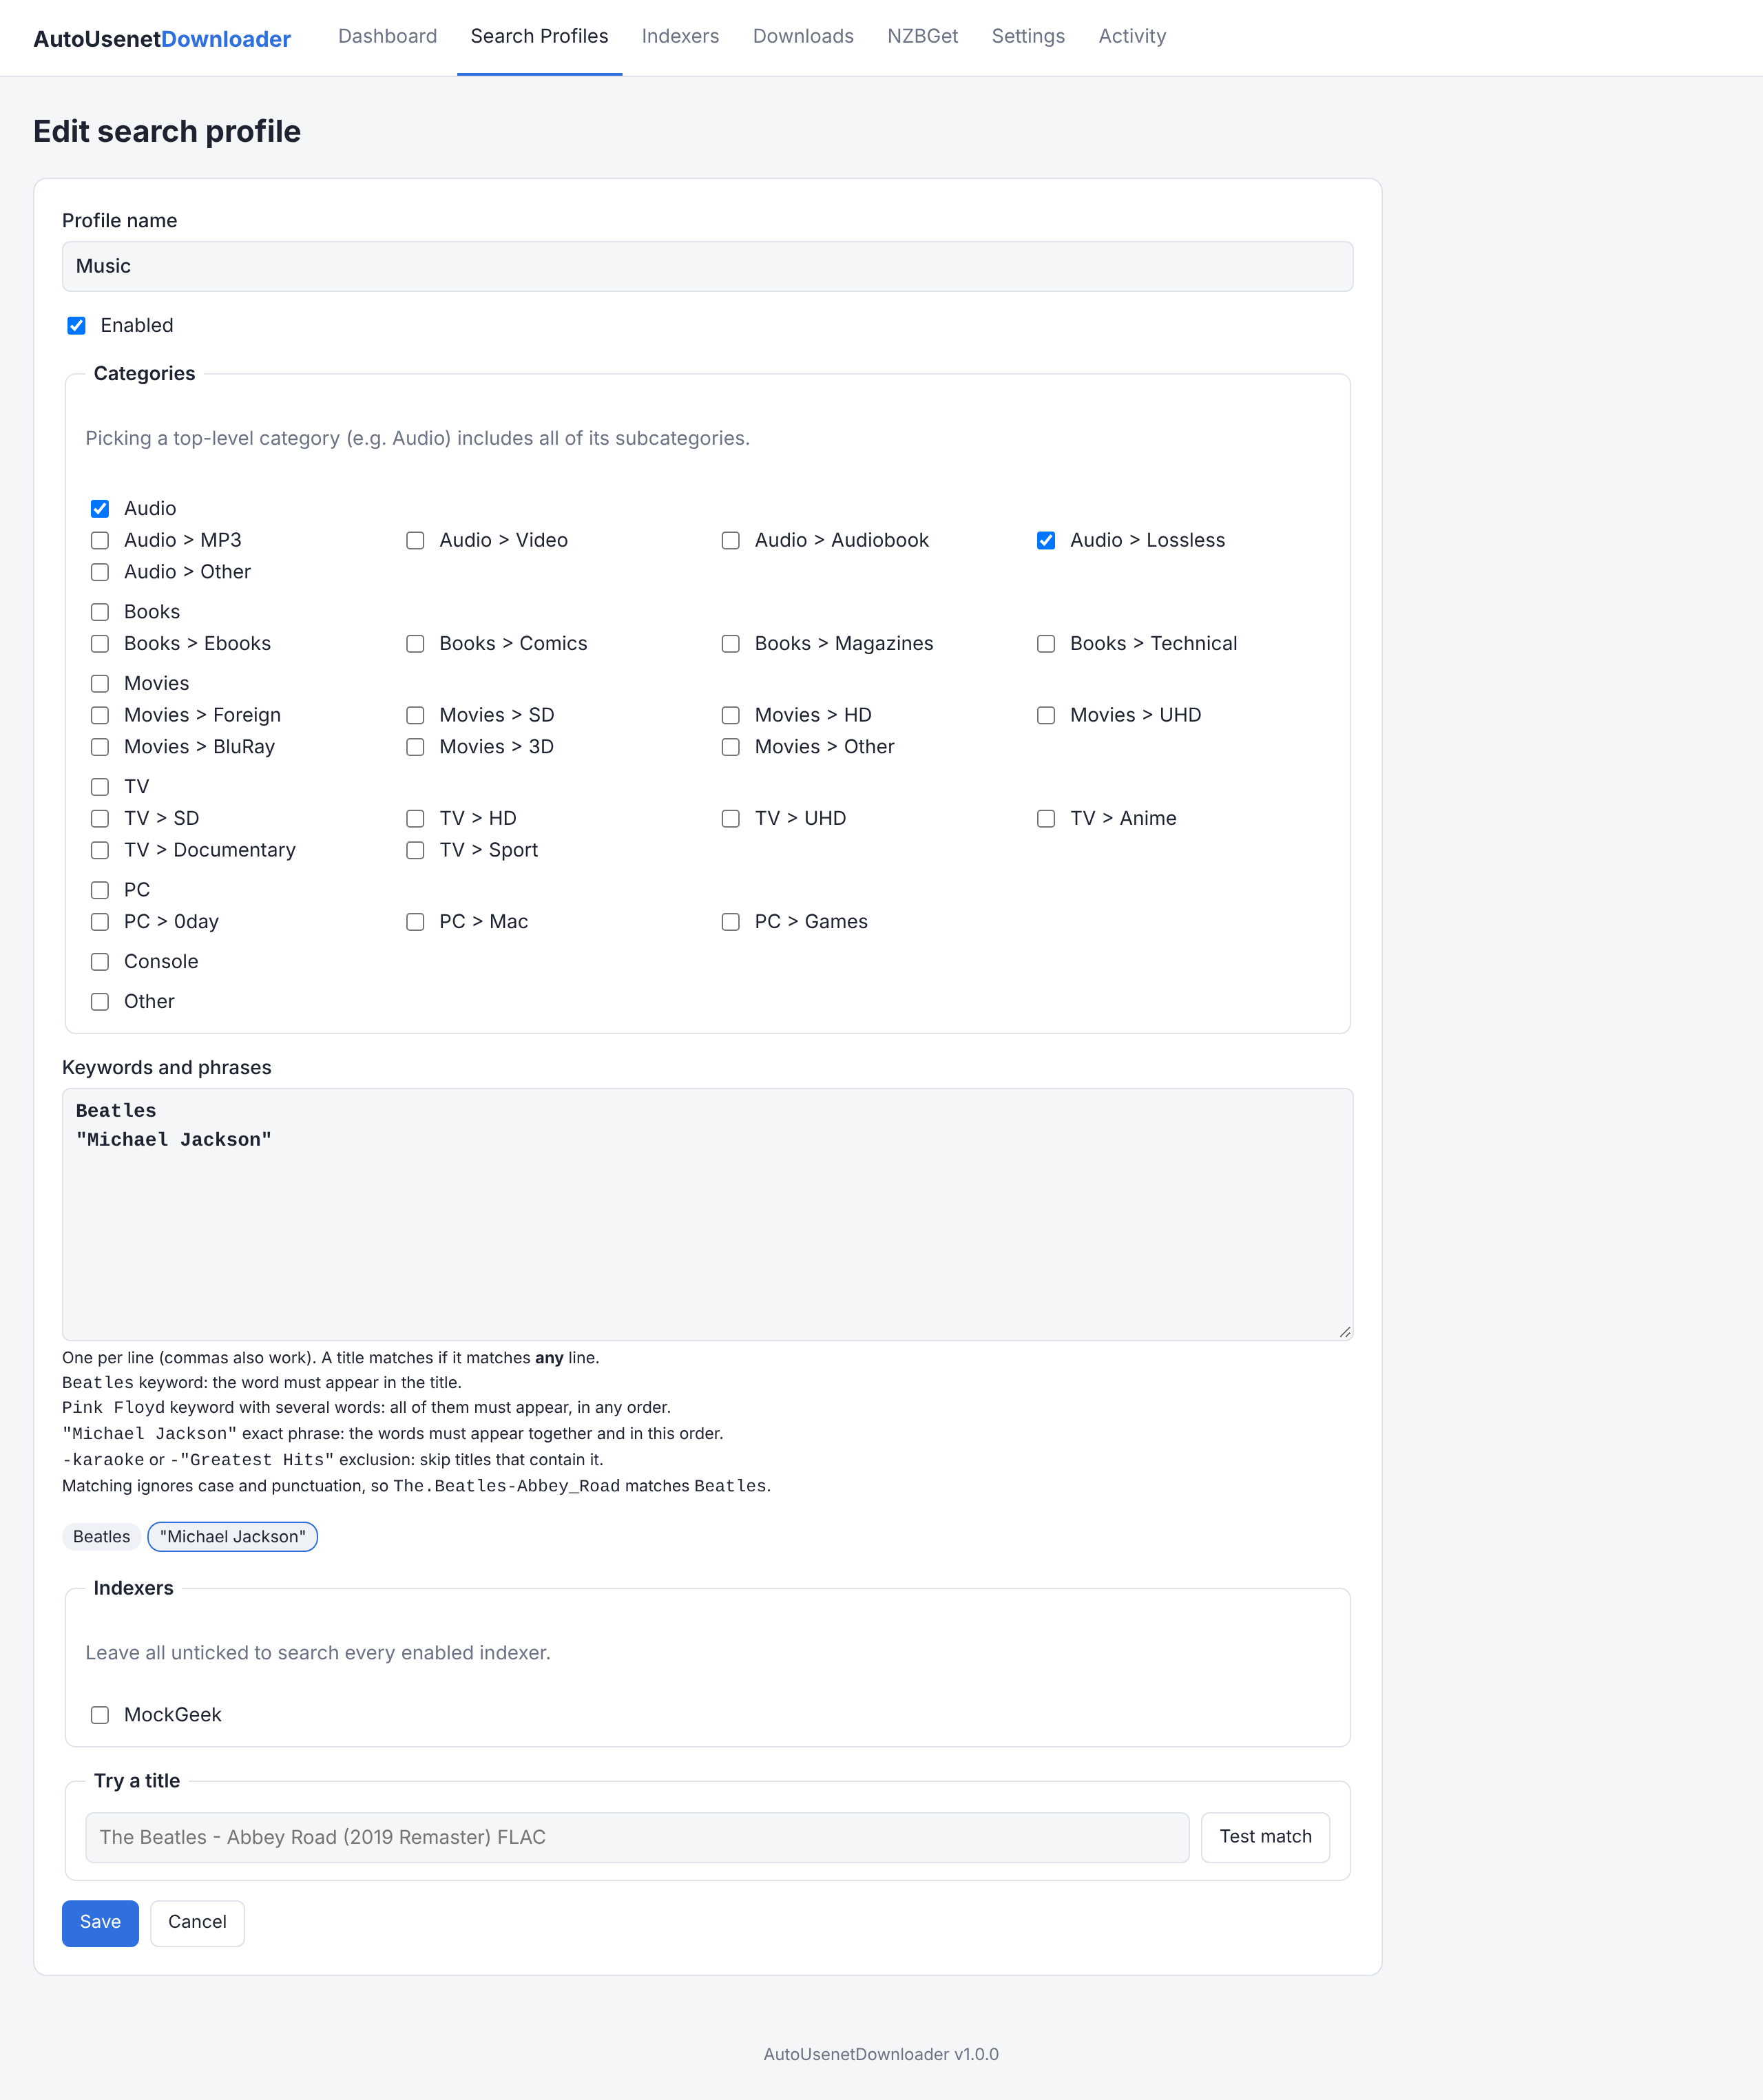 AutoUsenetDownloader Dashboard Search Profiles Indexers Downloads NZBGet Settings Activity
Edit search profile
Profile name
Music
Enabled
Categories
Picking a top-level category (e.g. Audio) includes all of its subcategories.
Audio
Audio > MP3 Audio > Video Audio > Audiobook Audio > Lossless
Audio > Other
Books
Books > Ebooks Books > Comics Books > Magazines Books > Technical
Movies
Movies > Foreign Movies > SD Movies > HD Movies > UHD
Movies > BluRay Movies > 3D Movies > Other
TV
TV > SD TV > HD TV > UHD TV > Anime
TV > Documentary TV > Sport
PC
PC > 0day PC > Mac PC > Games
Console
Other
Keywords and phrases
Beatles
"Michael Jackson"
One per line (commas also work). A title matches if it matches any line.
Beatles keyword: the word must appear in the title.
Pink Floyd keyword with several words: all of them must appear, in any order.
"Michael Jackson" exact phrase: the words must appear together and in this order.
-karaoke or -"Greatest Hits" exclusion: skip titles that contain it.
Matching ignores case and punctuation, so The.Beatles-Abbey_Road matches Beatles.
Beatles "Michael Jackson"
Indexers
Leave all unticked to search every enabled indexer.
MockGeek
Try a title
The Beatles - Abbey Road (2019 Remaster) FLAC Test match
Save Cancel
AutoUsenetDownloader v1.0.0